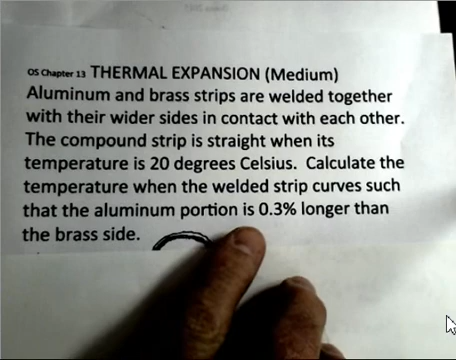 OS Chapter 13 THERMAL EXPANSION (Medium)
Aluminum and brass strips are welded together
with their wider sides in contact with each other.
The compound strip is straight when its
temperature is 20 degrees Celsius.  Calculate the
temperature when the welded strip curves such
that the aluminum portion is 0.3% longer than
the brass side.